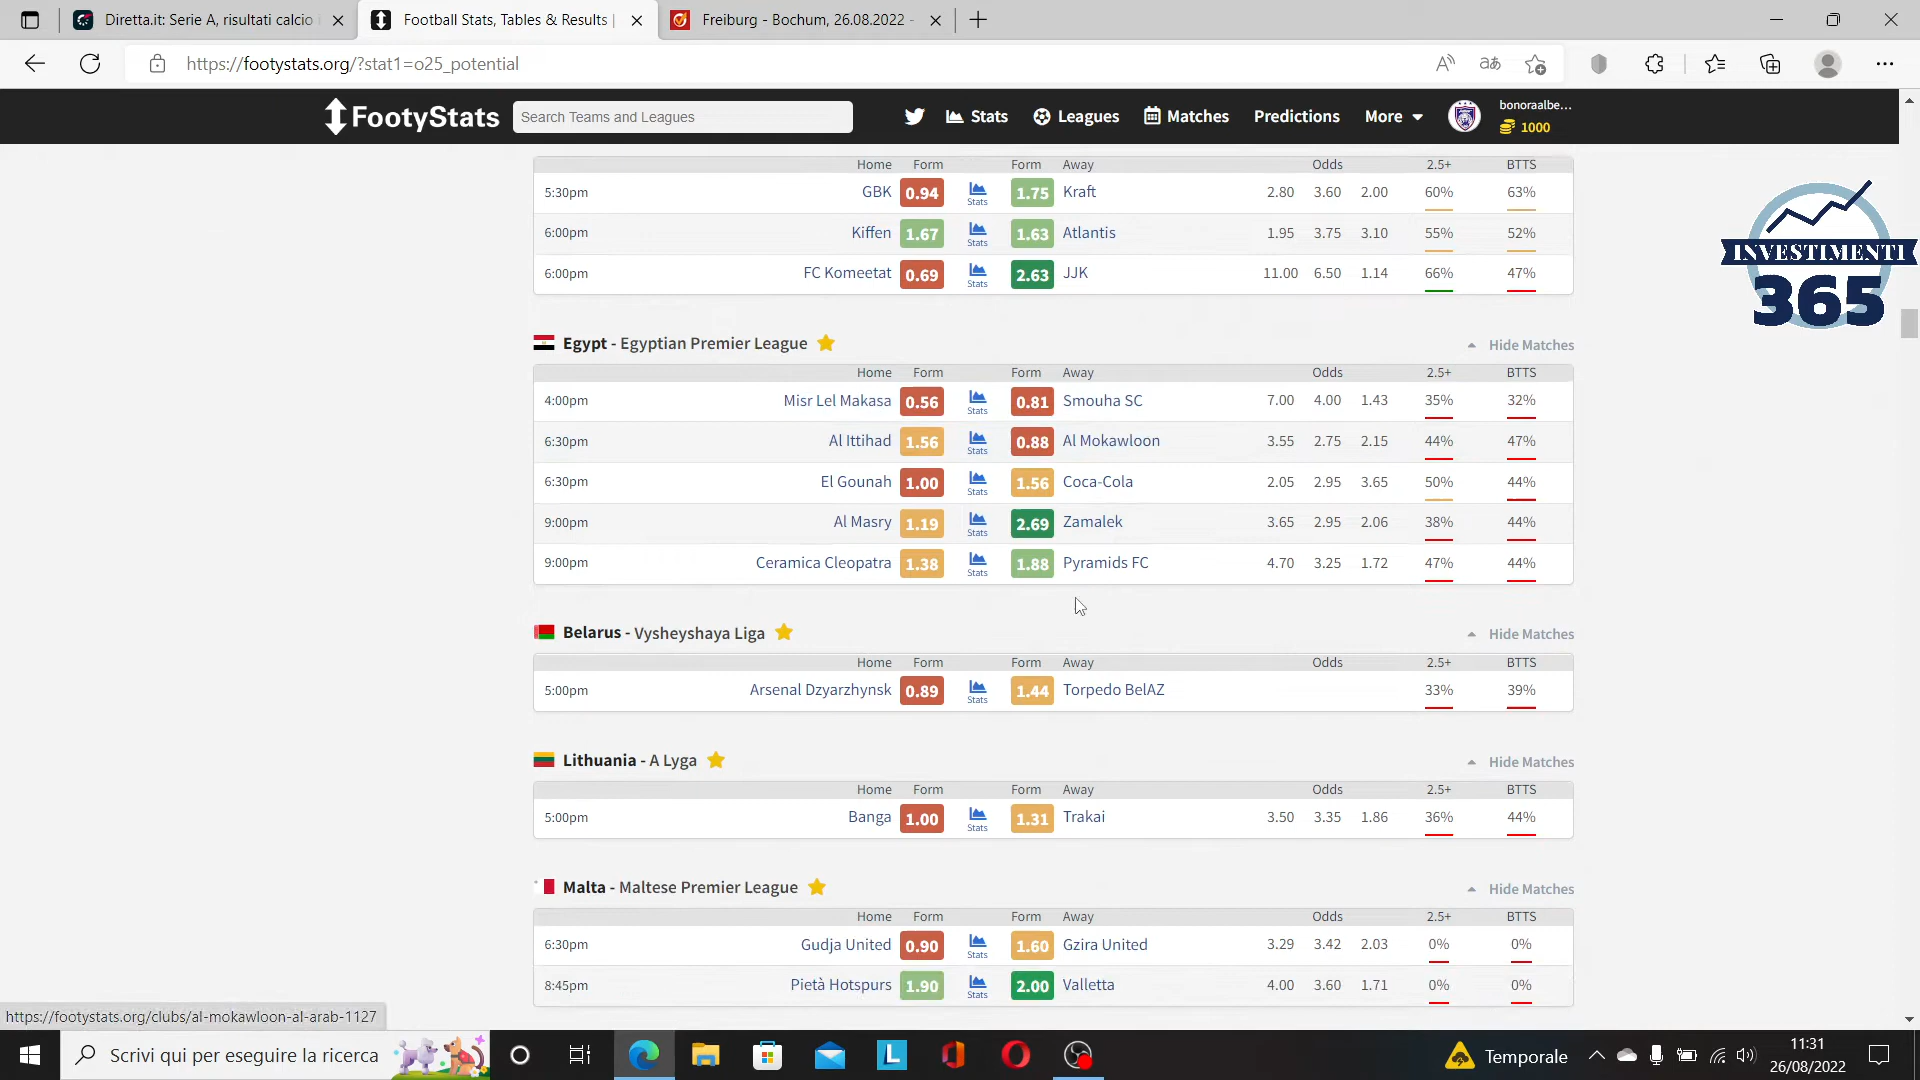 Diretta.it: Serie A, risultati calcio
Football Stats, Tables & Results |
Freiburg - Bochum, 26.08.2022 -
https://footystats.org/?stat1=o25_potential
FootyStats
Search Teams and Leagues
Stats
Leagues
Matches
Predictions
More
bonoraalbe...
1000
INVESTIMENTI
365
Home Form Form Away Odds 2.5+ BTTS
5:30pm GBK 0.94 Stats 1.75 Kraft 2.80 3.60 2.00 60% 63%
6:00pm Kiffen 1.67 Stats 1.63 Atlantis 1.95 3.75 3.10 55% 52%
6:00pm FC Komeetat 0.69 Stats 2.63 JJK 11.00 6.50 1.14 66% 47%
Egypt - Egyptian Premier League Hide Matches
Home Form Form Away Odds 2.5+ BTTS
4:00pm Misr Lel Makasa 0.56 Stats 0.81 Smouha SC 7.00 4.00 1.43 35% 32%
6:30pm Al Ittihad 1.56 Stats 0.88 Al Mokawloon 3.55 2.75 2.15 44% 47%
6:30pm El Gounah 1.00 Stats 1.56 Coca-Cola 2.05 2.95 3.65 50% 44%
9:00pm Al Masry 1.19 Stats 2.69 Zamalek 3.65 2.95 2.06 38% 44%
9:00pm Ceramica Cleopatra 1.38 Stats 1.88 Pyramids FC 4.70 3.25 1.72 47% 44%
Belarus - Vysheyshaya Liga Hide Matches
Home Form Form Away Odds 2.5+ BTTS
5:00pm Arsenal Dzyarzhynsk 0.89 Stats 1.44 Torpedo BelAZ 33% 39%
Lithuania - A Lyga Hide Matches
Home Form Form Away Odds 2.5+ BTTS
5:00pm Banga 1.00 Stats 1.31 Trakai 3.50 3.35 1.86 36% 44%
Malta - Maltese Premier League Hide Matches
Home Form Form Away Odds 2.5+ BTTS
6:30pm Gudja United 0.90 Stats 1.60 Gzira United 3.29 3.42 2.03 0% 0%
8:45pm Pietà Hotspurs 1.90 Stats 2.00 Valletta 4.00 3.60 1.71 0% 0%
https://footystats.org/clubs/al-mokawloon-al-arab-1127
Scrivi qui per eseguire la ricerca
Temporale
11:31
26/08/2022